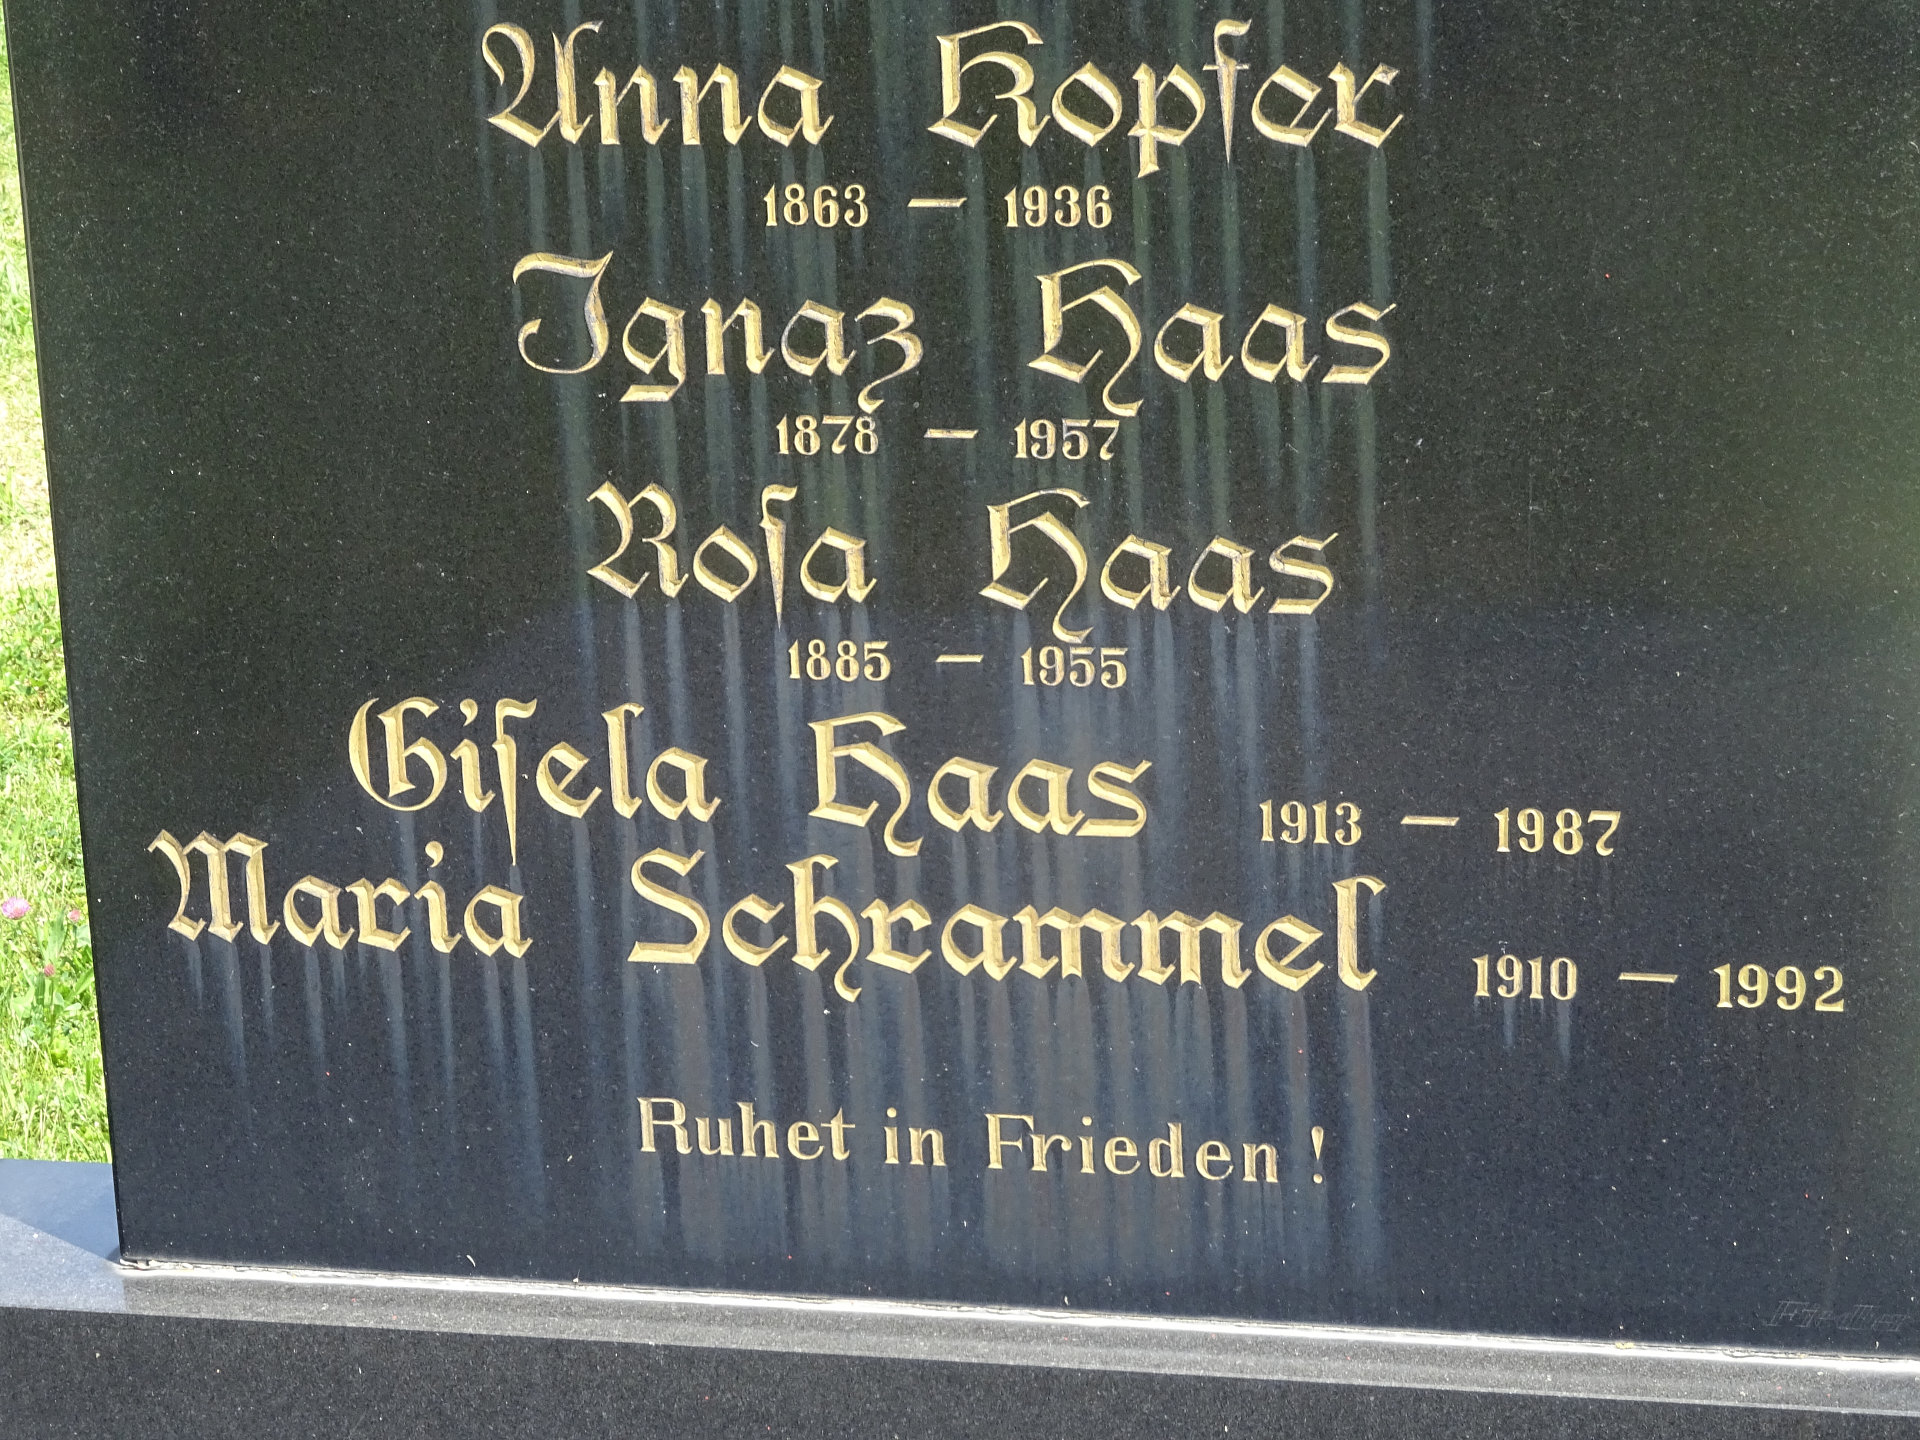 Anna Kopfer
1863 — 1936
Ignaz Haas
1878 — 1957
Roſa Haas
1885 — 1955
Giſela Haas 1913 — 1987
Maria Schrammel 1910 — 1992
Ruhet in Frieden !